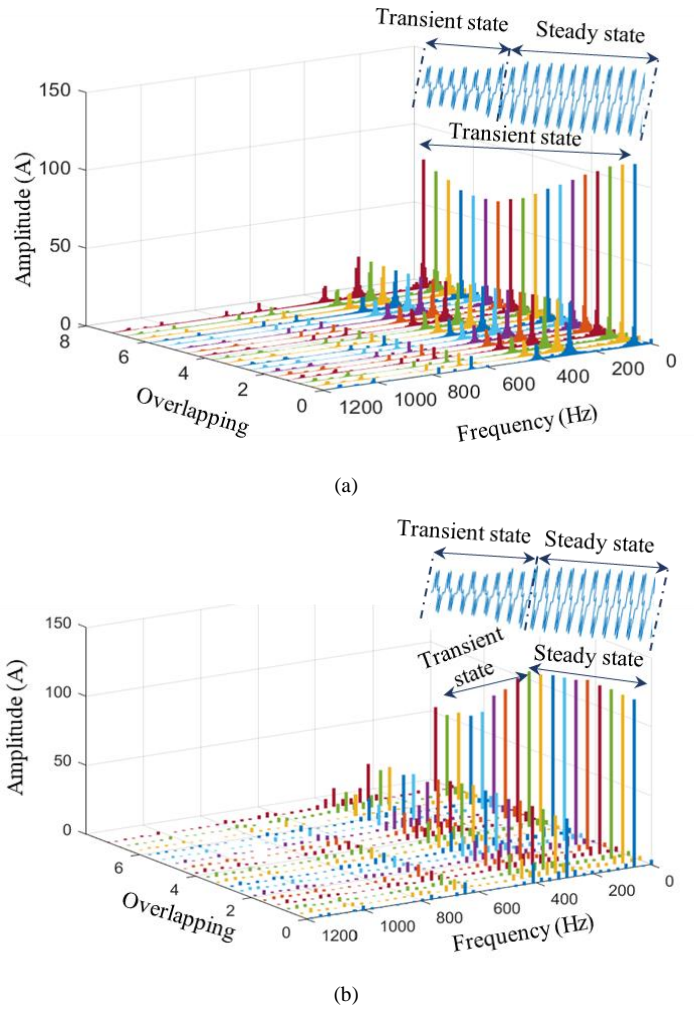 Transient state
Steady state
Transient state
150
100
50
0
Amplitude (A)
8
6
4
2
0
Overlapping
1200
1000
800
600
400
200
0
Frequency (Hz)
(a)
Transient state
Steady state
Transient
state
Steady state
150
100
50
0
Amplitude (A)
6
4
2
0
Overlapping
1200
1000
800
600
400
200
0
Frequency (Hz)
(b)